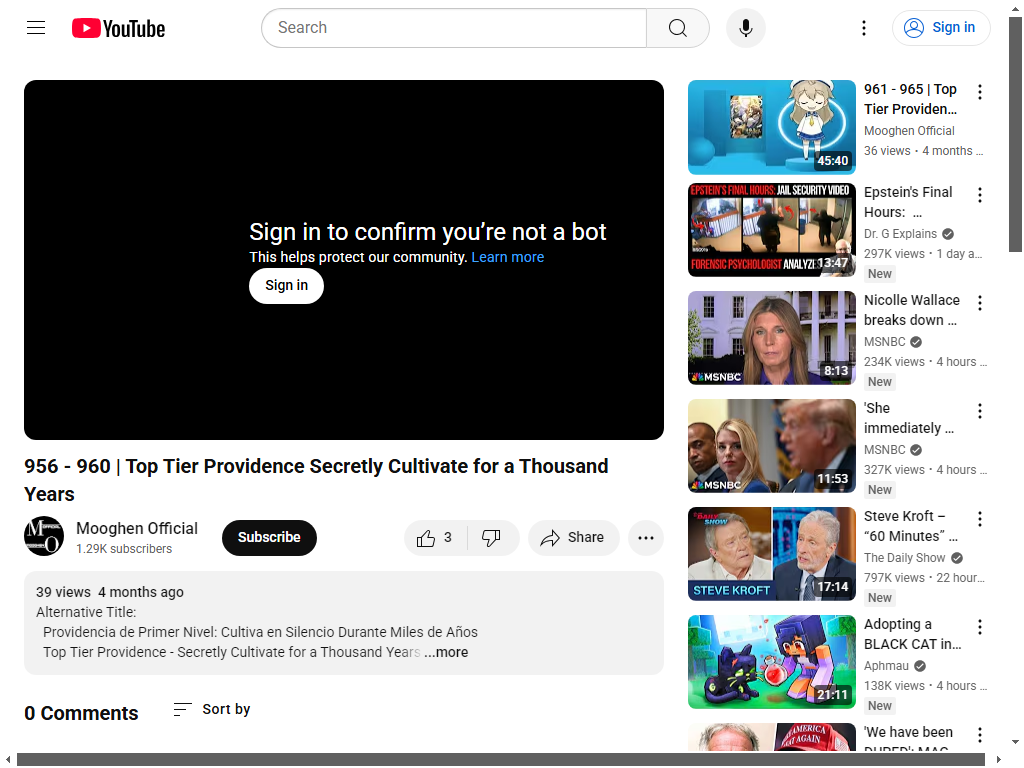 YouTube
Search
Sign in
Sign in to confirm you're not a bot
This helps protect our community. Learn more
Sign in
956 - 960 | Top Tier Providence Secretly Cultivate for a Thousand
Years
Mooghen Official
1.29K subscribers
Subscribe
3
Share
39 views  4 months ago
Alternative Title:
Providencia de Primer Nivel: Cultiva en Silencio Durante Miles de Años
Top Tier Providence - Secretly Cultivate for a Thousand Years ...more
0 Comments
Sort by
45:40
961 - 965 | Top
Tier Providen...
Mooghen Official
36 views • 4 months ...
EPSTEIN'S FINAL HOURS: JAIL SECURITY VIDEO
FORENSIC PSYCHOLOGIST ANALYZE
13:47
Epstein's Final
Hours: ...
Dr. G Explains
297K views • 1 day a...
New
MSNBC
8:13
Nicolle Wallace
breaks down ...
MSNBC
234K views • 4 hours ...
New
MSNBC
11:53
'She
immediately ...
MSNBC
327K views • 4 hours ...
New
THE DAILY SHOW
STEVE KROFT
17:14
Steve Kroft –
“60 Minutes” ...
The Daily Show
797K views • 22 hour...
New
21:11
Adopting a
BLACK CAT in...
Aphmau
138K views • 4 hours ...
New
'We have been